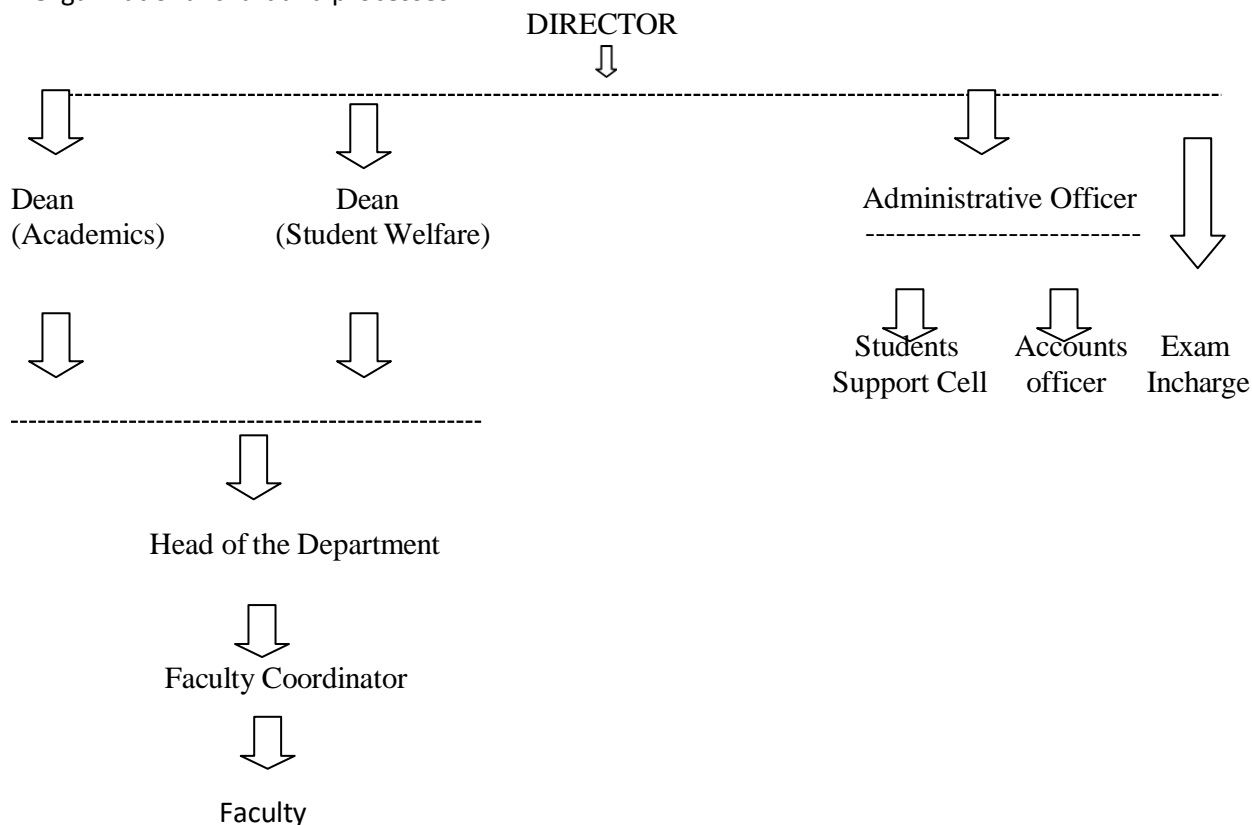 DIRECTOR
Dean
(Academics)
Dean
(Student Welfare)
Administrative Officer
Students
Support Cell
Accounts
officer
Exam
Incharge
Head of the Department
Faculty Coordinator
Faculty